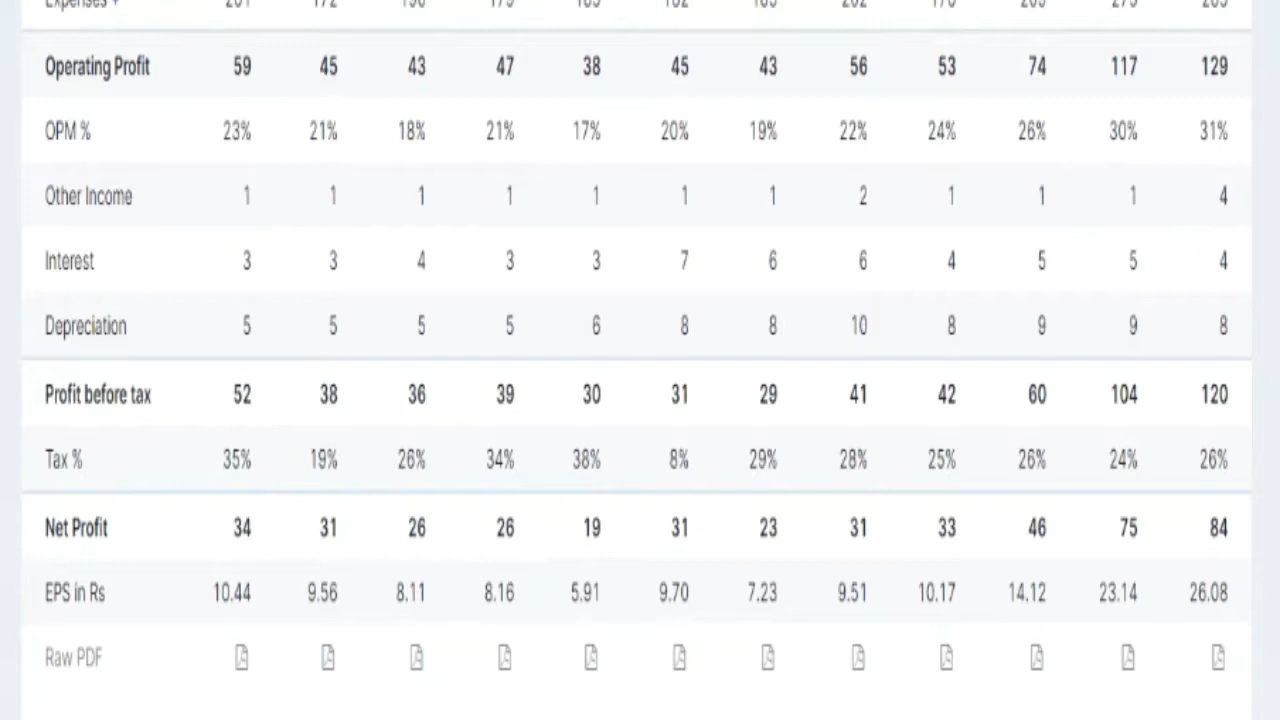 Operating Profit 59 45 43 47 38 45 43 56 53 74 117 129
OPM % 23% 21% 18% 21% 17% 20% 19% 22% 24% 26% 30% 31%
Other Income 1 1 1 1 1 1 1 2 1 1 1 4
Interest 3 3 4 3 3 7 6 6 4 5 5 4
Depreciation 5 5 5 5 6 8 8 10 8 9 9 8
Profit before tax 52 38 36 39 30 31 29 41 42 60 104 120
Tax % 35% 19% 26% 34% 38% 8% 29% 28% 25% 26% 24% 26%
Net Profit 34 31 26 26 19 31 23 31 33 46 75 84
EPS in Rs 10.44 9.56 8.11 8.16 5.91 9.70 7.23 9.51 10.17 14.12 23.14 26.08
Raw PDF